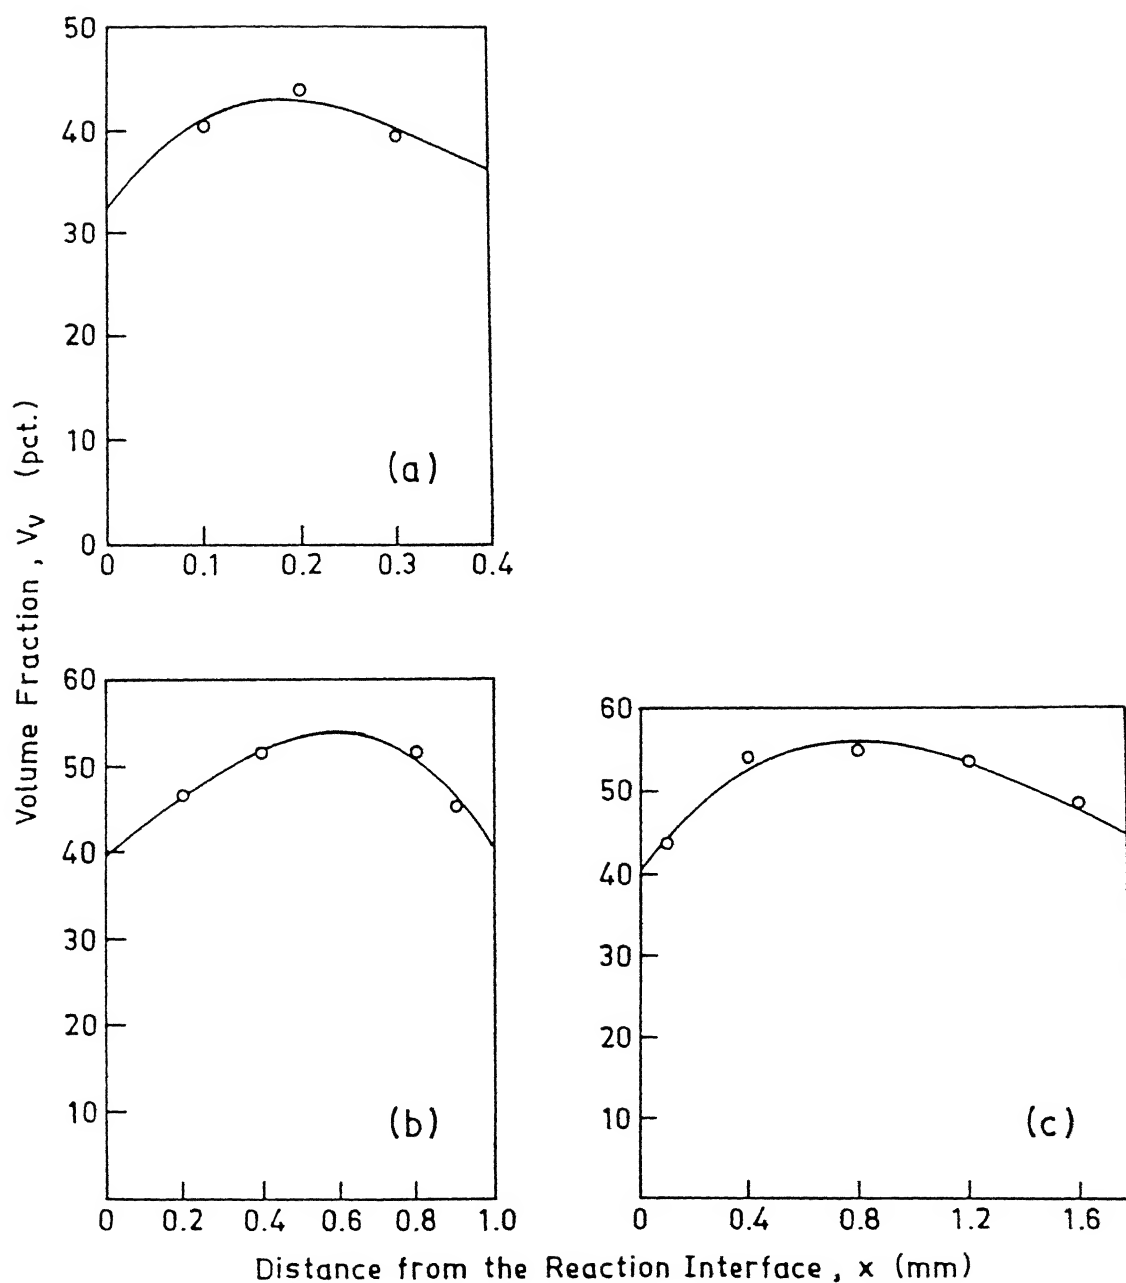 50
40
30
20
10
0
(a)
0 0.1 0.2 0.3 0.4
Volume Fraction, Vv (pct.)
60
50
40
30
20
10
(b)
0 0.2 0.4 0.6 0.8 1.0
60
50
40
30
20
10
(c)
0 0.4 0.8 1.2 1.6
Distance from the Reaction Interface, x (mm)